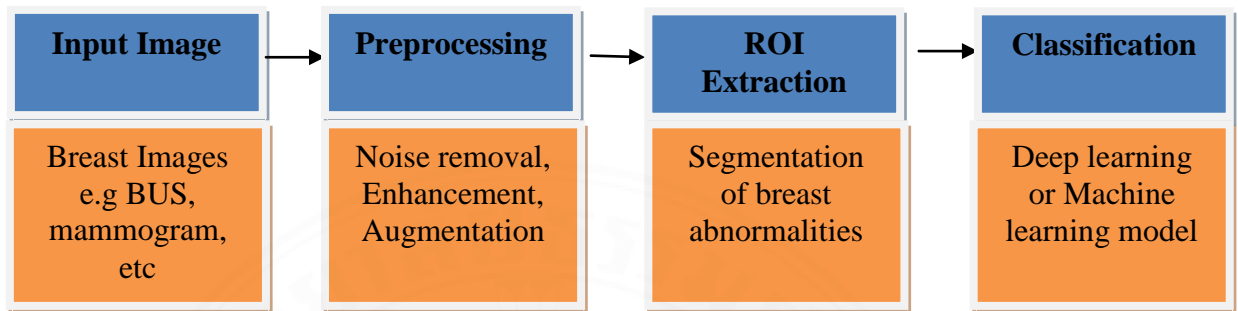 Input Image
Breast Images
e.g BUS,
mammogram,
etc
Preprocessing
Noise removal,
Enhancement,
Augmentation
ROI
Extraction
Segmentation
of breast
abnormalities
Classification
Deep learning
or Machine
learning model